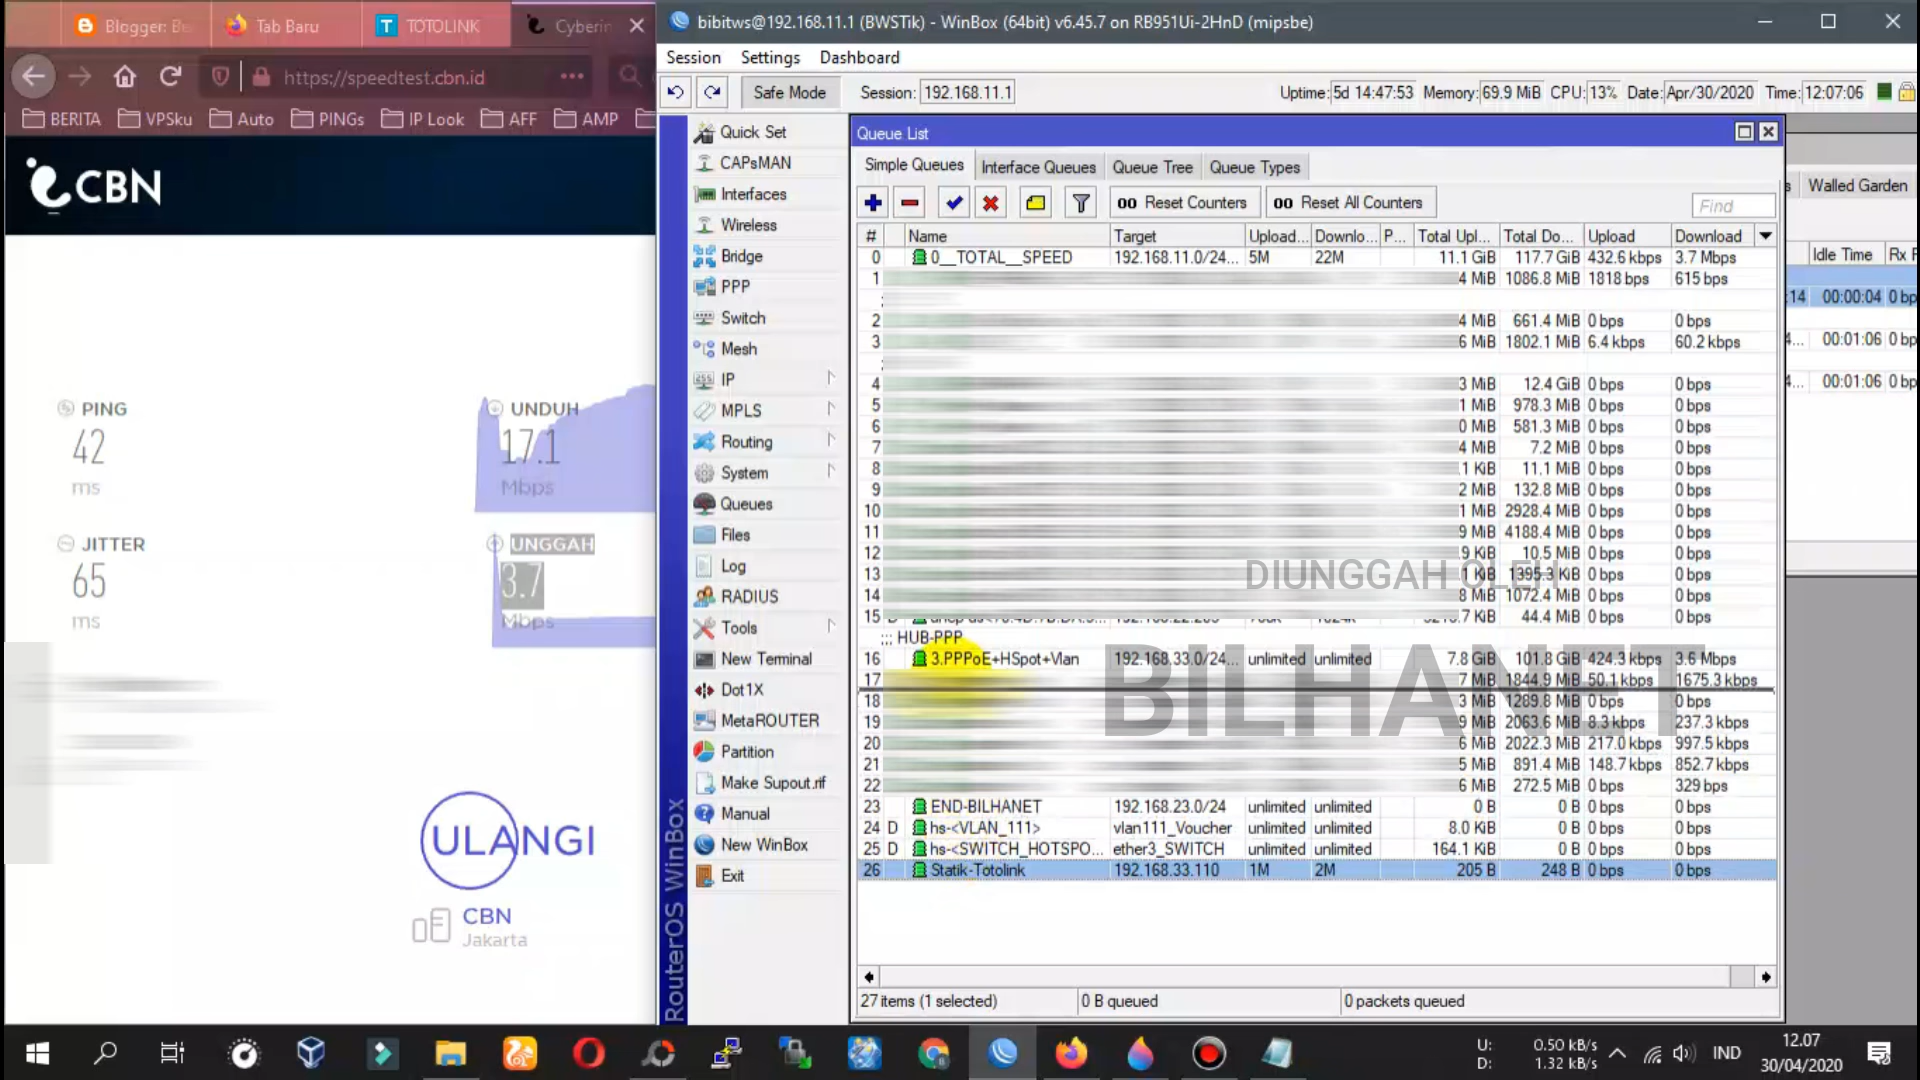 Blogger: Be
Tab Baru
TOTOLINK
Cyberin
https://speedtest.cbn.id
BERITA VPSku Auto PINGs IP Look AFF AMP
CBN
PING
42
ms
UNDUH
17.1
Mbps
JITTER
65
ms
UNGGAH
3.7
Mbps
ULANGI
CBN
Jakarta
bibitws@192.168.11.1 (BWSTik) - WinBox (64bit) v6.45.7 on RB951Ui-2HnD (mipsbe)
Session Settings Dashboard
Safe Mode Session: 192.168.11.1 Uptime: 5d 14:47:53 Memory: 69.9 MiB CPU: 13% Date: Apr/30/2020 Time: 12:07:06
RouterOS WinBox
Quick Set
CAPsMAN
Interfaces
Wireless
Bridge
PPP
Switch
Mesh
IP
MPLS
Routing
System
Queues
Files
Log
RADIUS
Tools
New Terminal
Dot1X
MetaROUTER
Partition
Make Supout.rif
Manual
New WinBox
Exit
Queue List
Simple Queues Interface Queues Queue Tree Queue Types
00 Reset Counters 00 Reset All Counters Find
# Name Target Upload... Downlo... P... Total Upl... Total Do... Upload Download
0 0__TOTAL__SPEED 192.168.11.0/24... 5M 22M 11.1 GiB 117.7 GiB 432.6 kbps 3.7 Mbps
1 4 MiB 1086.8 MiB 1818 bps 615 bps
2 4 MiB 661.4 MiB 0 bps 0 bps
3 6 MiB 1802.1 MiB 6.4 kbps 60.2 kbps
4 3 MiB 12.4 GiB 0 bps 0 bps
5 1 MiB 978.3 MiB 0 bps 0 bps
6 0 MiB 581.3 MiB 0 bps 0 bps
7 4 MiB 7.2 MiB 0 bps 0 bps
8 .1 KiB 11.1 MiB 0 bps 0 bps
9 2 MiB 132.8 MiB 0 bps 0 bps
10 1 MiB 2928.4 MiB 0 bps 0 bps
11 9 MiB 4188.4 MiB 0 bps 0 bps
12 .9 KiB 10.5 MiB 0 bps 0 bps
13 1 KiB 1395.3 KiB 0 bps 0 bps
14 8 MiB 1072.4 MiB 0 bps 0 bps
15 .7 KiB 44.4 MiB 0 bps 0 bps
;;; HUB-PPP
16 3.PPPoE+HSpot+Vlan 192.168.33.0/24... unlimited unlimited 7.8 GiB 101.8 GiB 424.3 kbps 3.6 Mbps
17 7 MiB 1844.9 MiB 50.1 kbps 1675.3 kbps
18 3 MiB 1289.8 MiB 0 bps 0 bps
19 9 MiB 2063.6 MiB 8.3 kbps 237.3 kbps
20 6 MiB 2022.3 MiB 217.0 kbps 997.5 kbps
21 5 MiB 891.4 MiB 148.7 kbps 852.7 kbps
22 6 MiB 272.5 MiB 0 bps 329 bps
23 END-BILHANET 192.168.23.0/24 unlimited unlimited 0 B 0 B 0 bps 0 bps
24 D hs-<VLAN_111> vlan111_Voucher unlimited unlimited 8.0 KiB 0 B 0 bps 0 bps
25 D hs-<SWITCH_HOTSPO... ether3_SWITCH unlimited unlimited 164.1 KiB 0 B 0 bps 0 bps
26 Statik-Totolink 192.168.33.110 1M 2M 205 B 248 B 0 bps 0 bps
27 items (1 selected) 0 B queued 0 packets queued
DIUNGGAH OLEH
BILHANET
s Walled Garden
Idle Time Rx
:14 00:00:04 0 bp
4... 00:01:06 0 bp
4... 00:01:06 0 bp
U: 0.50 kB/s
D: 1.32 kB/s
IND
12.07
30/04/2020